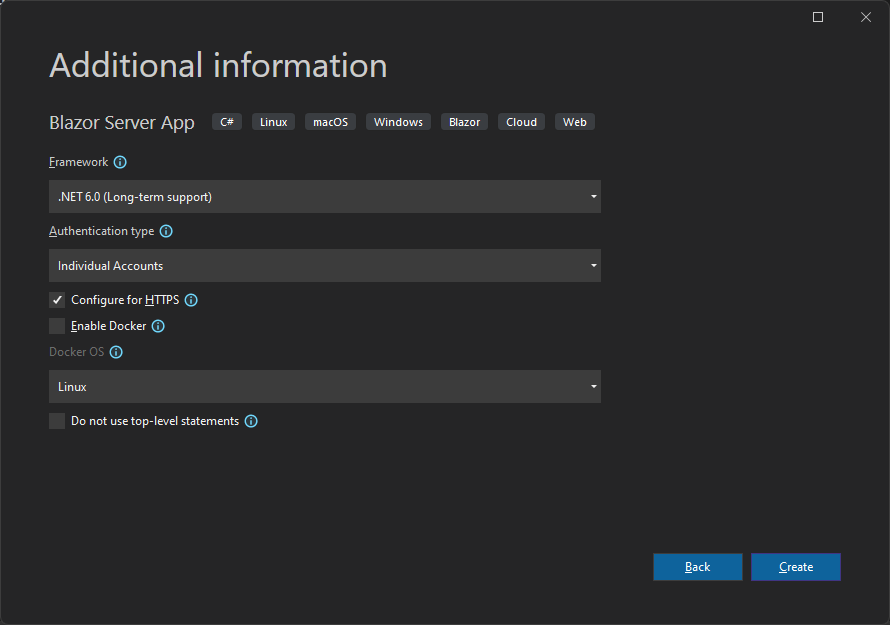 Additional information
Blazor Server App C# Linux macOS Windows Blazor Cloud Web
Framework
.NET 6.0 (Long-term support)
Authentication type
Individual Accounts
Configure for HTTPS
Enable Docker
Docker OS
Linux
Do not use top-level statements
Back Create